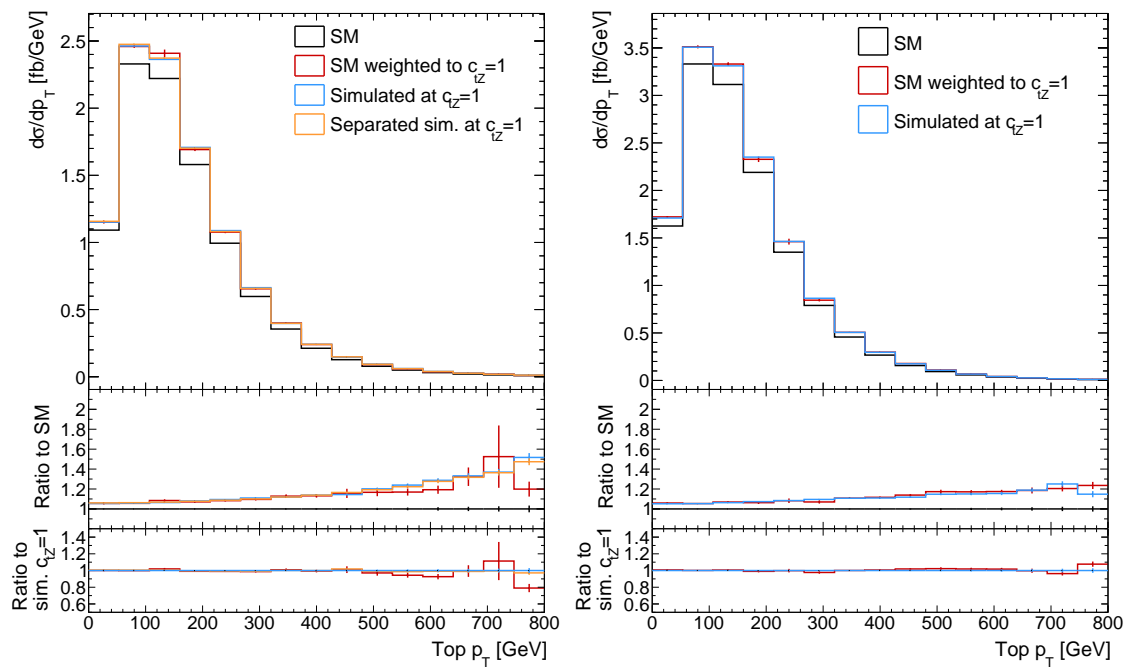 dσ/dp_T [fb/GeV]
2.5
2
1.5
1
0.5
0
SM
SM weighted to c_tZ=1
Simulated at c_tZ=1
Separated sim. at c_tZ=1
Ratio to SM
2
1.8
1.6
1.4
1.2
1
Ratio to
sim. c_tZ=1
1.4
1.2
1
0.8
0.6
0 100 200 300 400 500 600 700 800
Top p_T [GeV]
dσ/dp_T [fb/GeV]
3.5
3
2.5
2
1.5
1
0.5
0
SM
SM weighted to c_tZ=1
Simulated at c_tZ=1
Ratio to SM
2
1.8
1.6
1.4
1.2
1
Ratio to
sim. c_tZ=1
1.4
1.2
1
0.8
0.6
0 100 200 300 400 500 600 700 800
Top p_T [GeV]